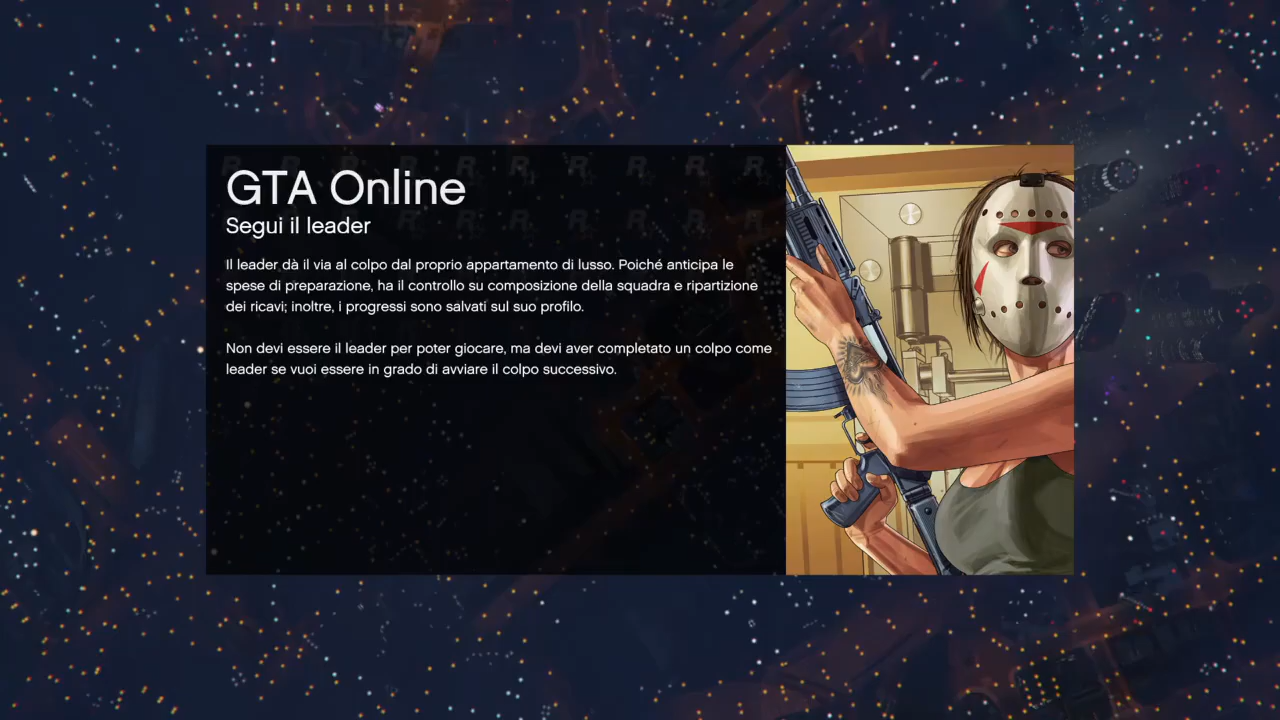 GTA Online
Segui il leader
Il leader dà il via al colpo dal proprio appartamento di lusso. Poiché anticipa le
spese di preparazione, ha il controllo su composizione della squadra e ripartizione
dei ricavi; inoltre, i progressi sono salvati sul suo profilo.
Non devi essere il leader per poter giocare, ma devi aver completato un colpo come
leader se vuoi essere in grado di avviare il colpo successivo.